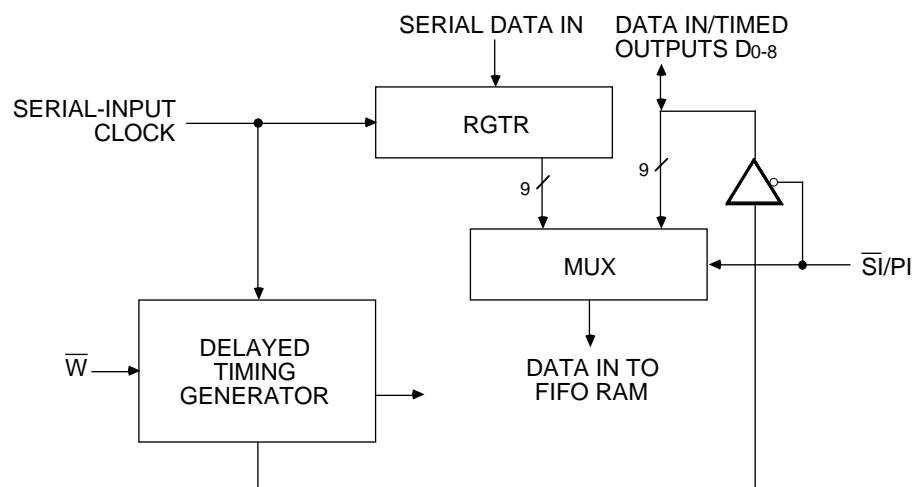 SERIAL DATA IN
DATA IN/TIMED
OUTPUTS D0-8
SERIAL-INPUT
CLOCK
RGTR
9
9
MUX
S̅I̅/PI
W̅
DELAYED
TIMING
GENERATOR
DATA IN TO
FIFO RAM